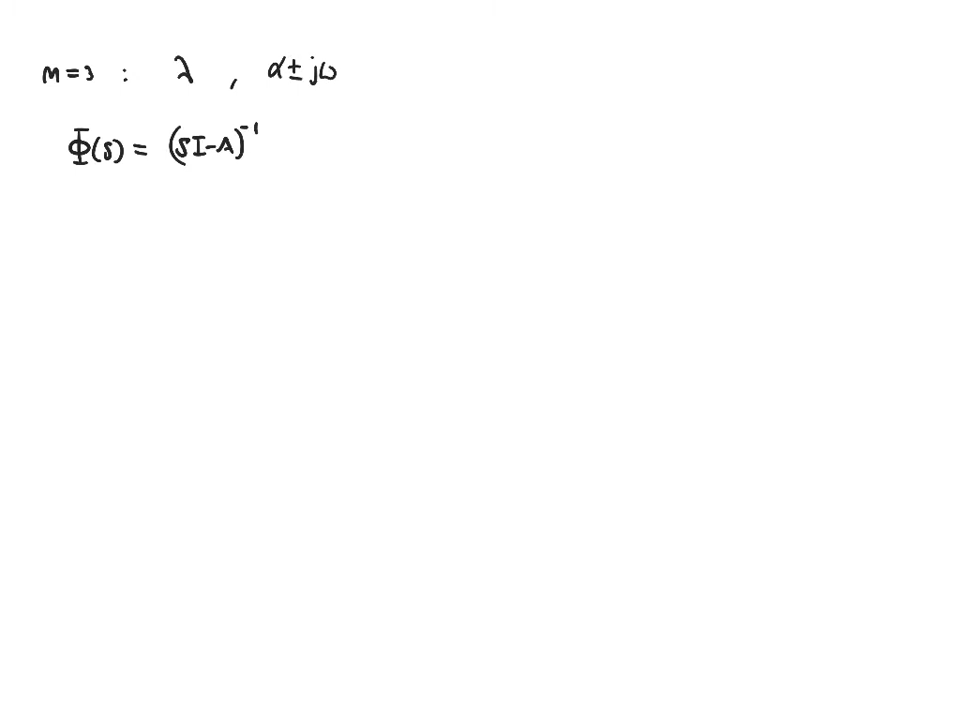 n=3 : λ , α±jω
Φ(s) = (sI-A)⁻¹